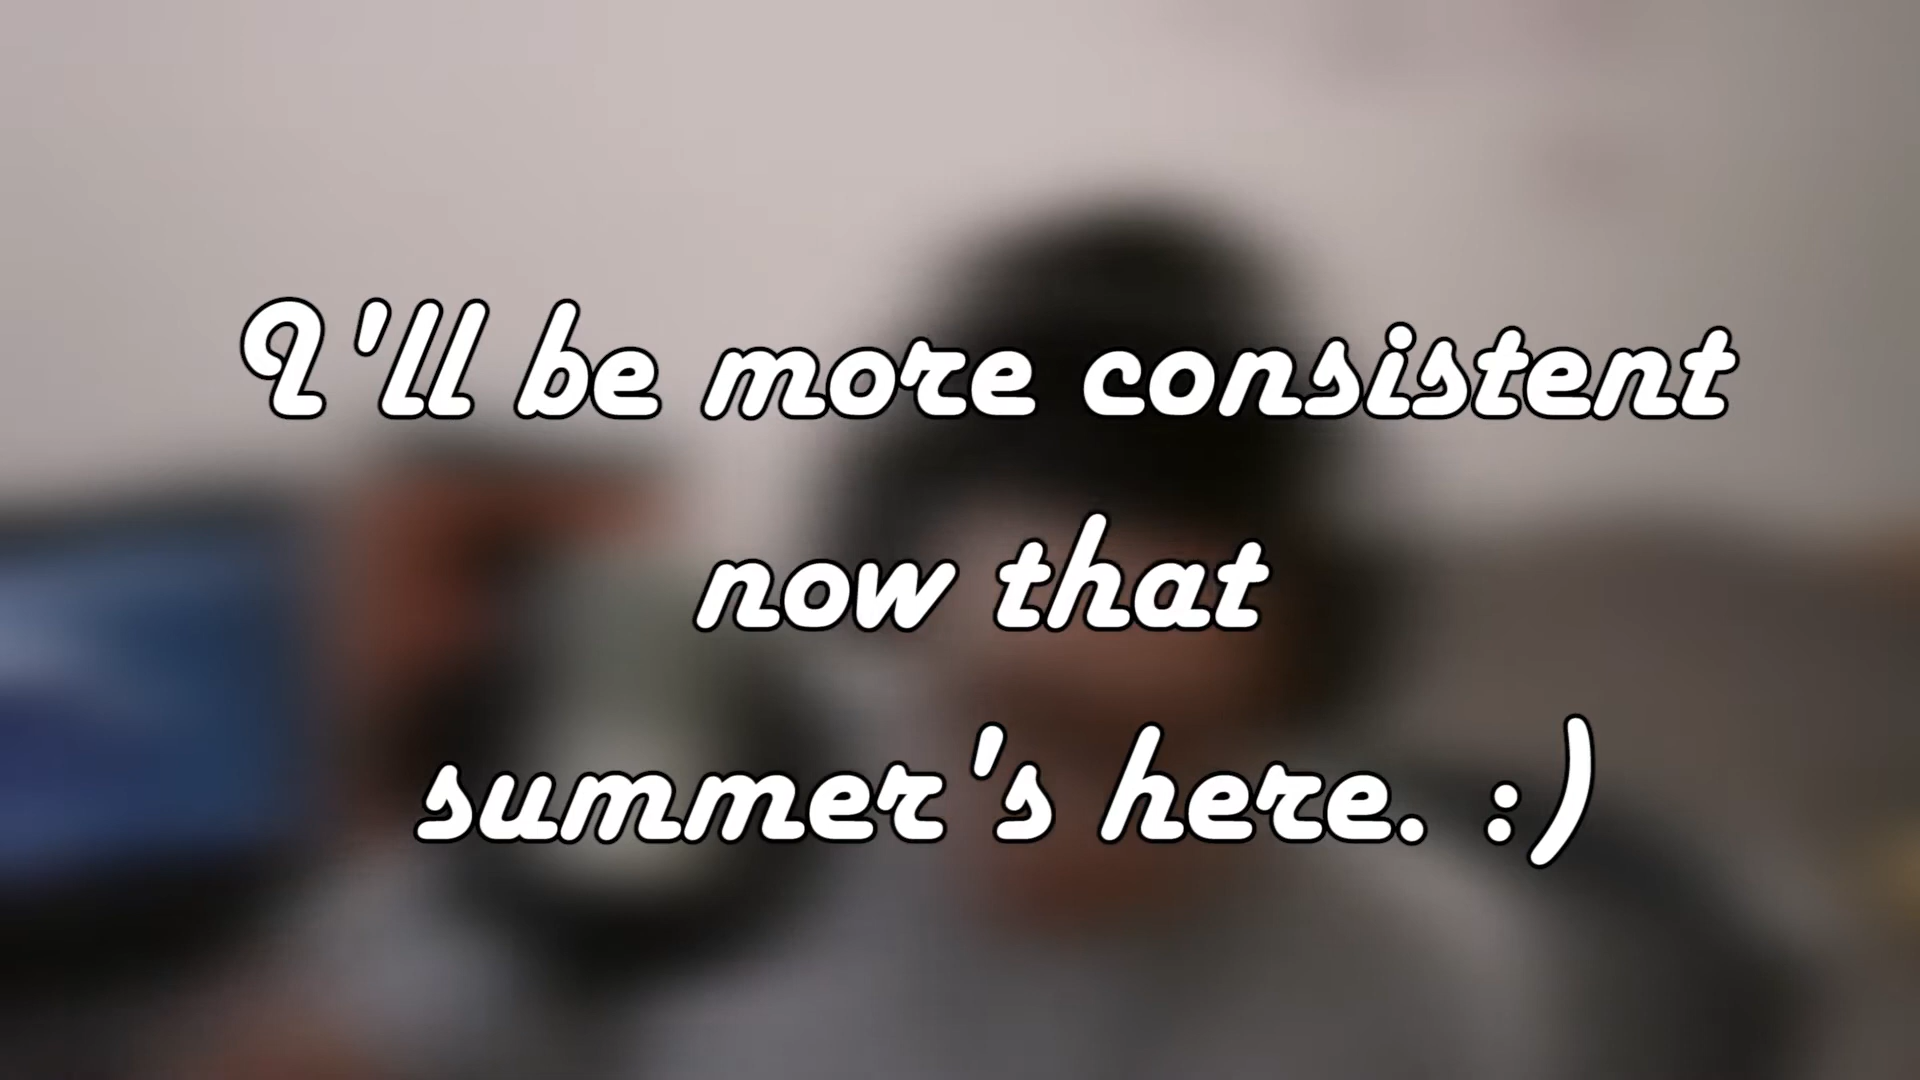 I'll be more consistent
now that
summer's here. :)